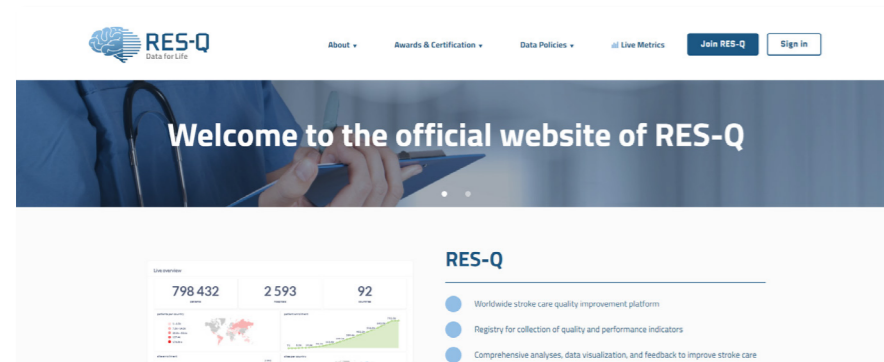 RES-Q
Data for Life
About
Awards & Certification
Data Policies
Live Metrics
Join RES-Q
Sign in
Welcome to the official website of RES-Q
Live overview
798 432
2 593
92
RES-Q
Worldwide stroke care quality improvement platform
Registry for collection of quality and performance indicators
Comprehensive analyses, data visualization, and feedback to improve stroke care